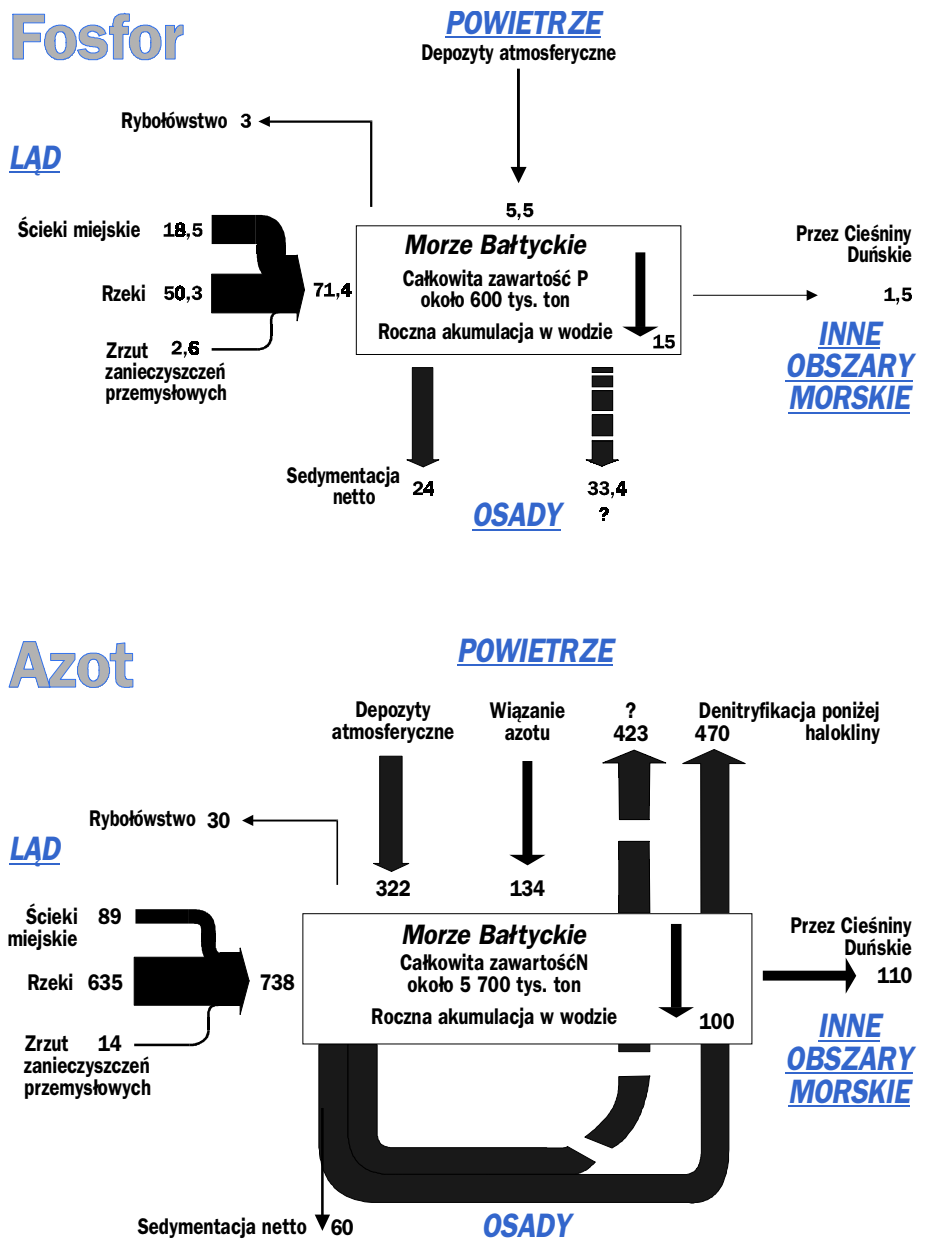 Fosfor
POWIETRZE
Depozyty atmosferyczne
Rybołówstwo 3
LĄD
5,5
Ścieki miejskie 18,5
Rzeki 50,3
71,4
Zrzut 2,6
zanieczyszczeń
przemysłowych
Morze Bałtyckie
Całkowita zawartość P
około 600 tys. ton
Roczna akumulacja w wodzie
15
Przez Cieśniny
Duńskie
1,5
INNE
OBSZARY
MORSKIE
Sedymentacja
netto
24
33,4
?
OSADY
Azot
POWIETRZE
Depozyty
atmosferyczne
Wiązanie
azotu
?
423
Denitryfikacja poniżej
470 halokliny
Rybołówstwo 30
LĄD
322
134
Ścieki 89
miejskie
Rzeki 635
738
Zrzut 14
zanieczyszczeń
przemysłowych
Morze Bałtyckie
Całkowita zawartośćN
około 5 700 tys. ton
Roczna akumulacja w wodzie
100
Przez Cieśniny
Duńskie
110
INNE
OBSZARY
MORSKIE
Sedymentacja netto 60
OSADY